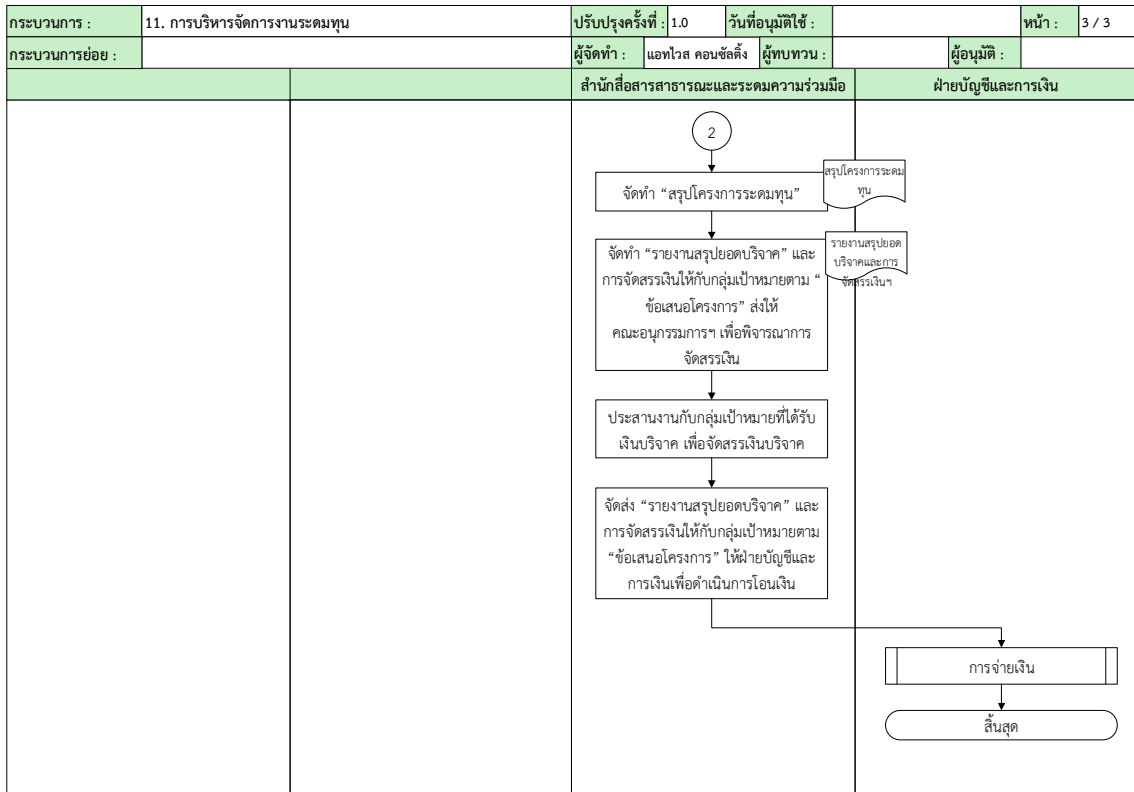 กระบวนการ : 11. การบริหารจัดการงานระดมทุน ปรับปรุงครั้งที่ : 1.0 วันที่อนุมัติใช้ : หน้า : 3 / 3
กระบวนการย่อย : ผู้จัดทำ : แอทไวส คอนซัลติ้ง ผู้ทบทวน : ผู้อนุมัติ :
สำนักสื่อสารสาธารณะและระดมความร่วมมือ ฝ่ายบัญชีและการเงิน
2
จัดทำ “สรุปโครงการระดมทุน”
สรุปโครงการระดม
ทุน
จัดทำ “รายงานสรุปยอดบริจาค” และ
การจัดสรรเงินให้กับกลุ่มเป้าหมายตาม “
ข้อเสนอโครงการ” ส่งให้
คณะอนุกรรมการฯ เพื่อพิจารณาการ
จัดสรรเงิน
รายงานสรุปยอด
บริจาคและการ
จัดสรรเงินฯ
ประสานงานกับกลุ่มเป้าหมายที่ได้รับ
เงินบริจาค เพื่อจัดสรรเงินบริจาค
จัดส่ง “รายงานสรุปยอดบริจาค” และ
การจัดสรรเงินให้กับกลุ่มเป้าหมายตาม
“ข้อเสนอโครงการ” ให้ฝ่ายบัญชีและ
การเงินเพื่อดำเนินการโอนเงิน
การจ่ายเงิน
สิ้นสุด